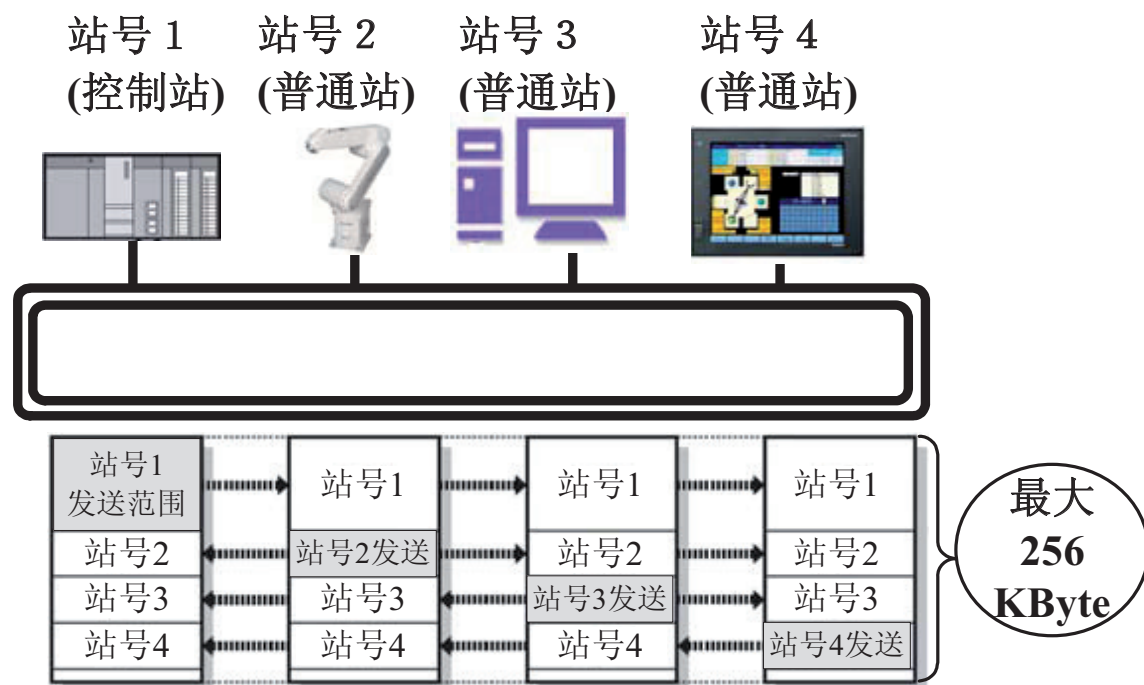 站号 1 站号 2 站号 3 站号 4
(控制站) (普通站) (普通站) (普通站)
站号1
发送范围
站号1 站号1 站号1
站号2 站号2发送 站号2 站号2
站号3 站号3 站号3发送 站号3
站号4 站号4 站号4 站号4发送
最大
256
KByte